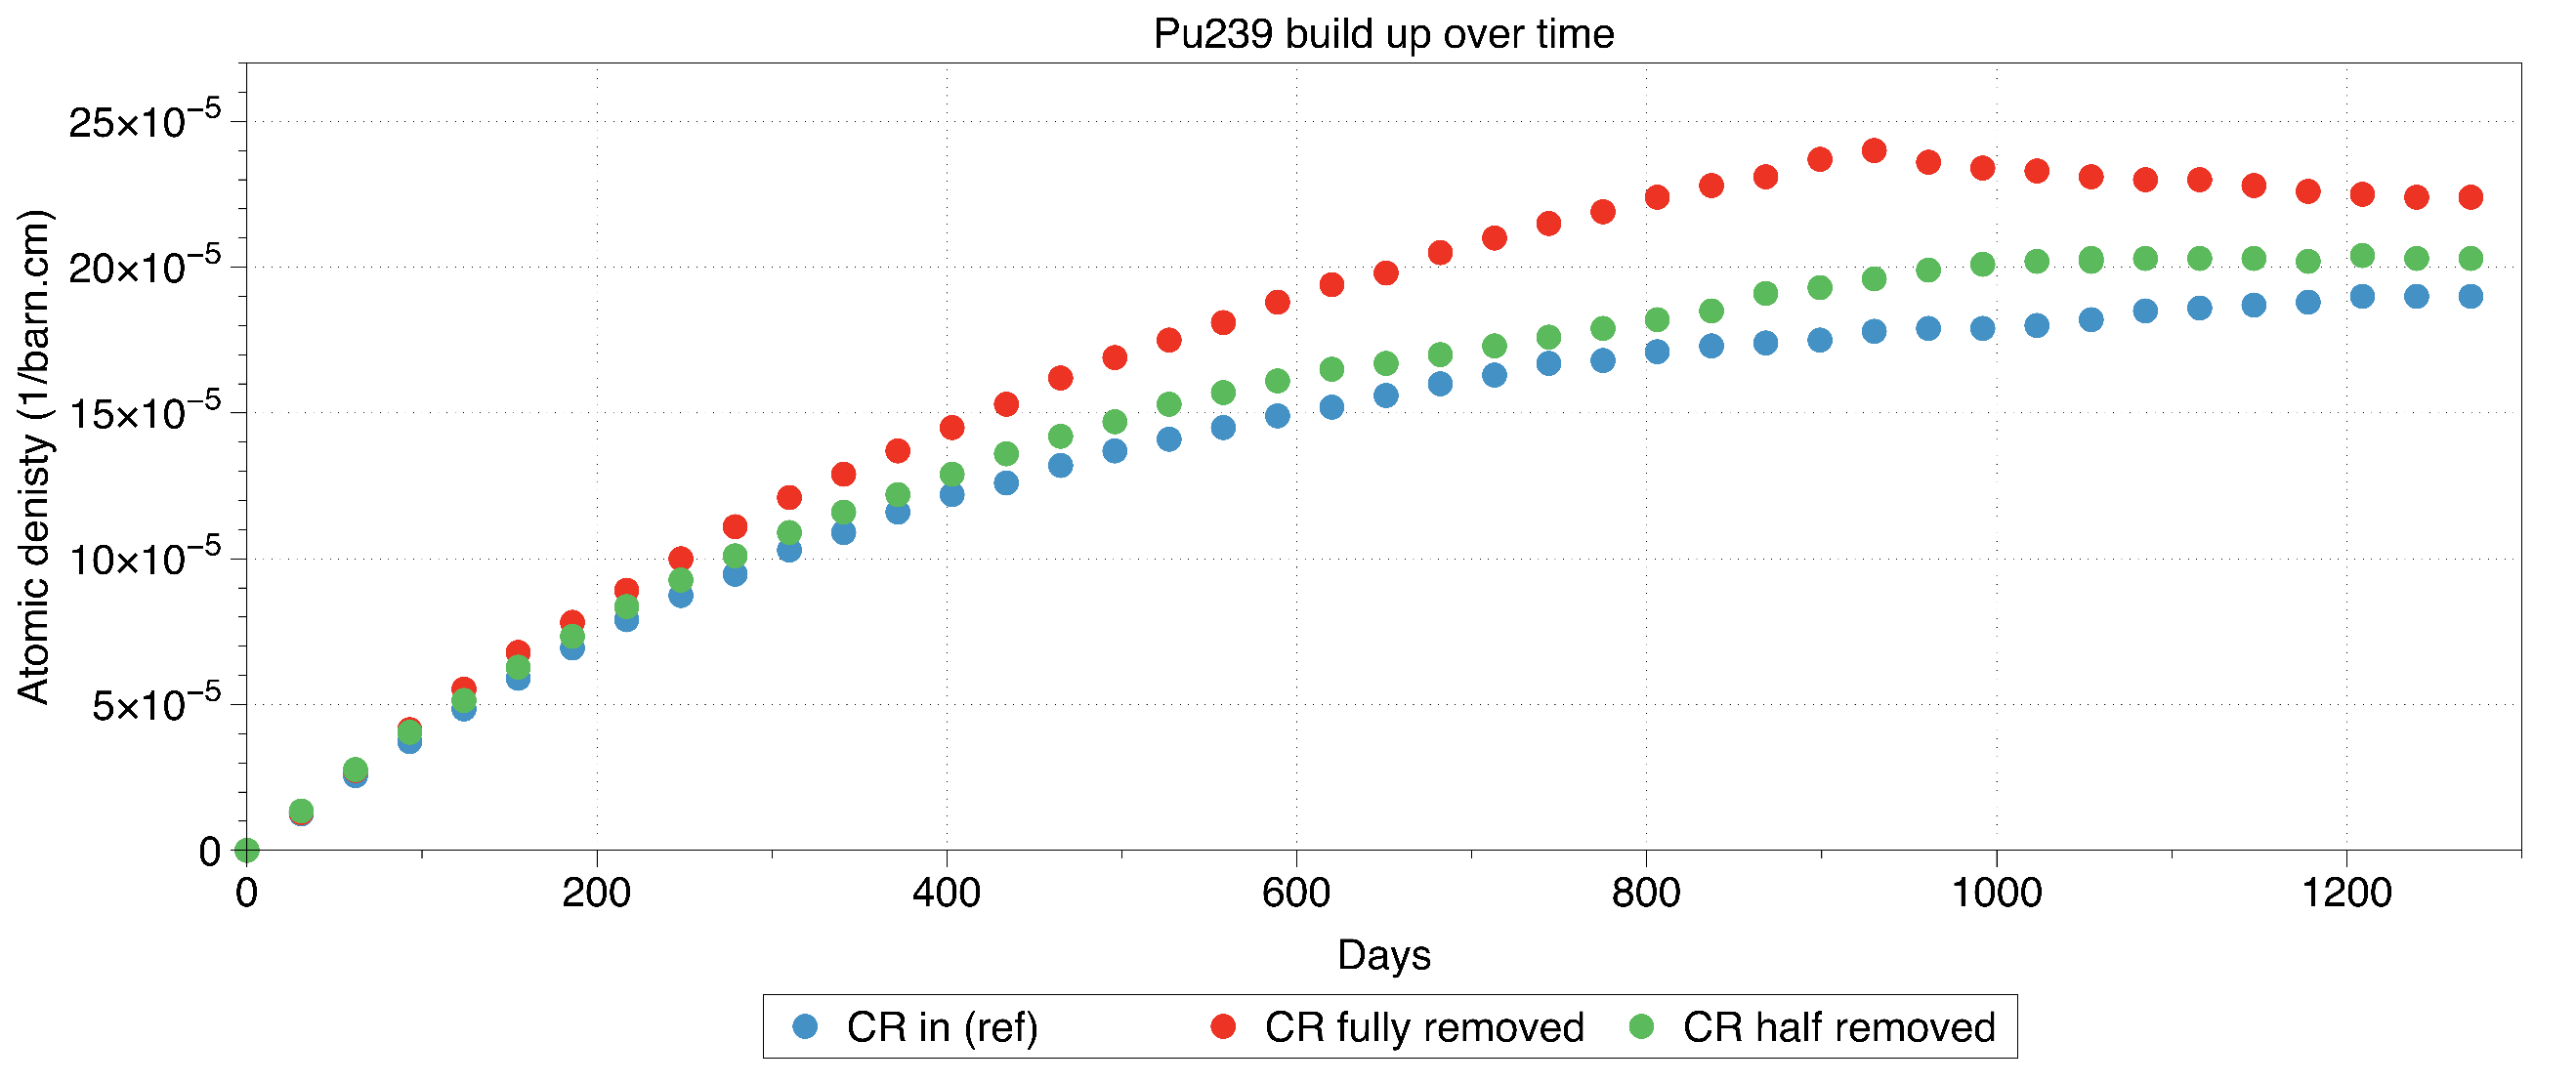 Pu239 build up over time
Atomic denisty (1/barn.cm)
25×10⁻⁵
20×10⁻⁵
15×10⁻⁵
10×10⁻⁵
5×10⁻⁵
0
0 200 400 600 800 1000 1200
Days
CR in (ref) CR fully removed CR half removed